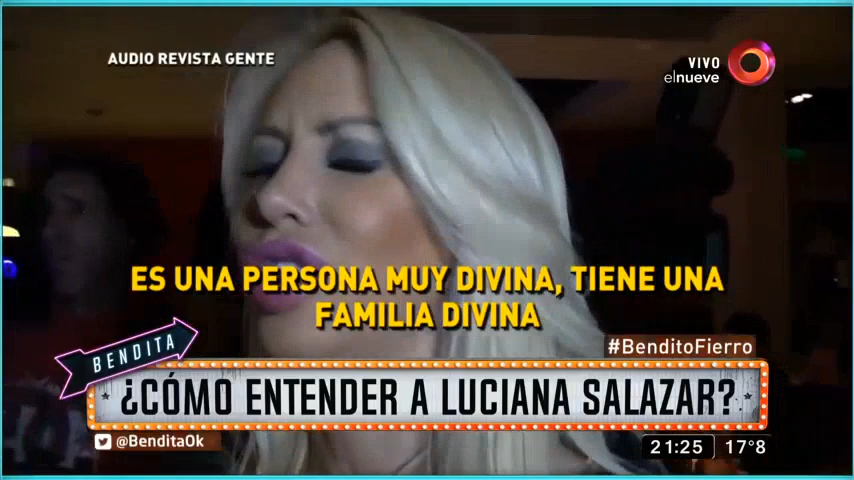 AUDIO REVISTA GENTE
VIVO
elnueve
ES UNA PERSONA MUY DIVINA, TIENE UNA
FAMILIA DIVINA
#BenditoFierro
BENDITA
¿CÓMO ENTENDER A LUCIANA SALAZAR?
@BenditaOk
21:25 17°8